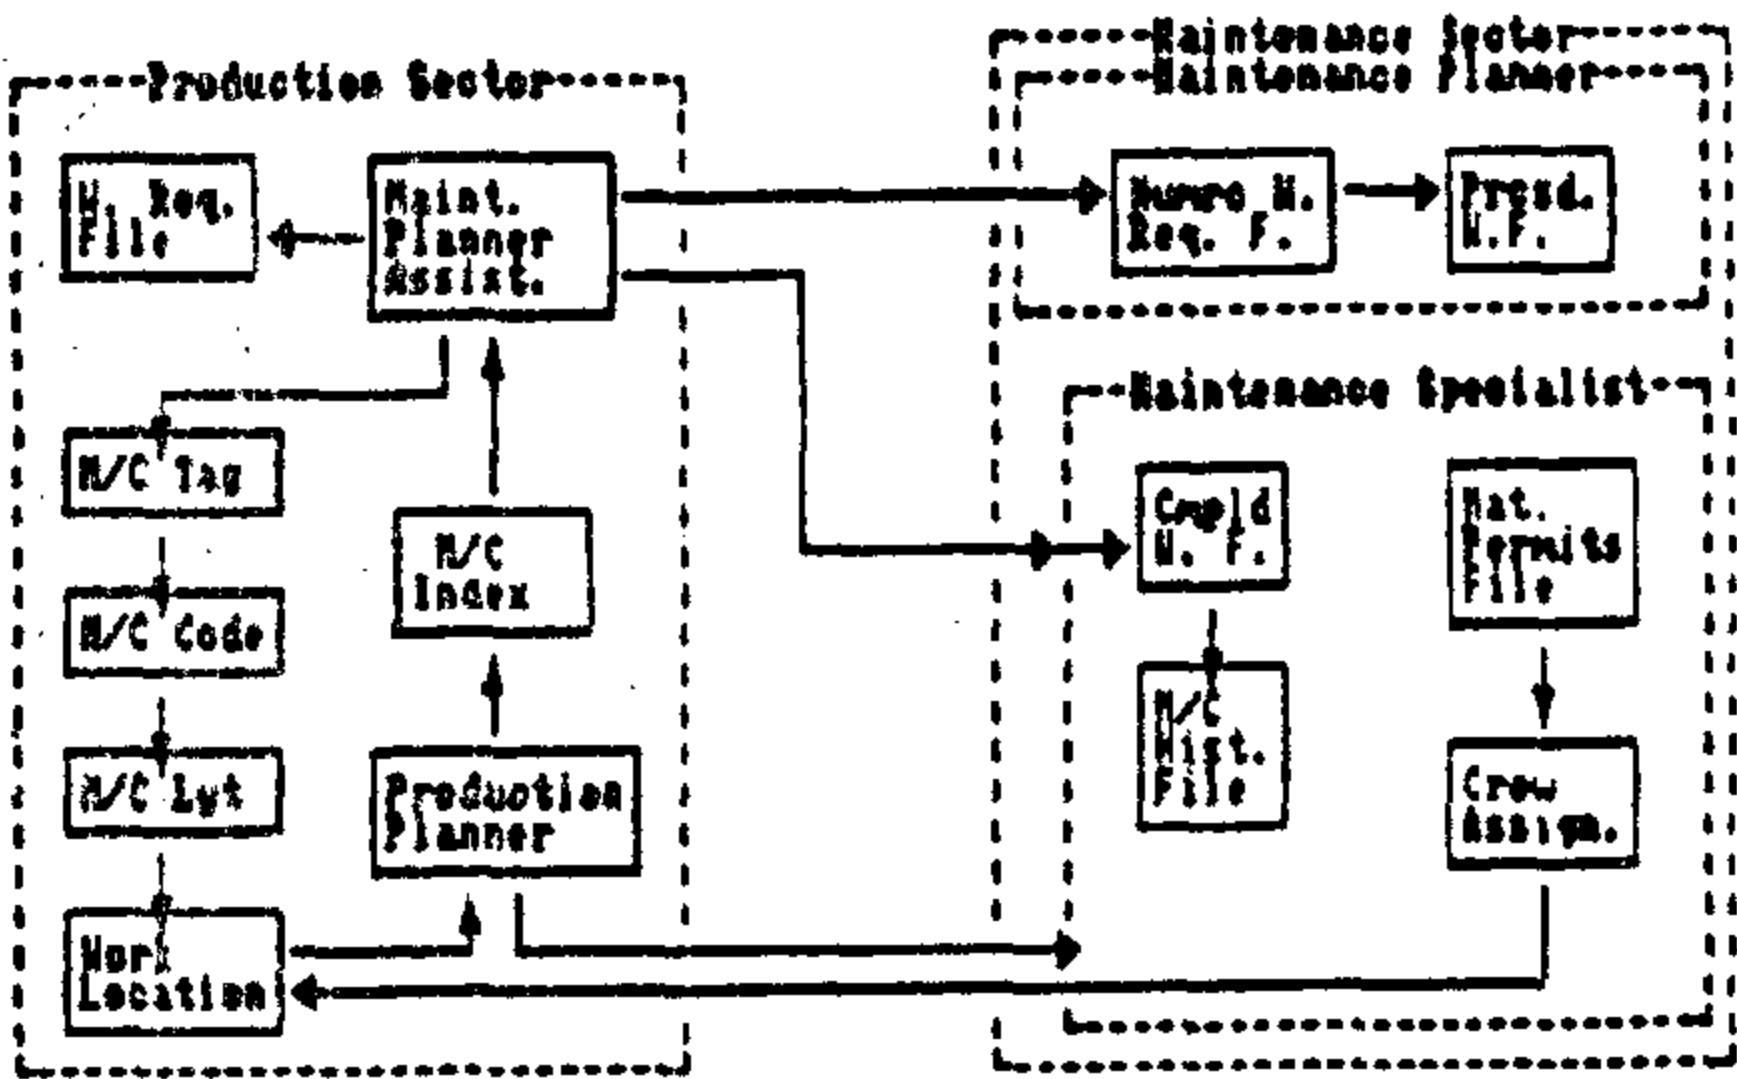 Production Sector
W. Req.
File
Maint.
Planner
Assist.
M/C Tag
M/C Code
M/C Lyt
Work
Location
M/C
Index
Production
Planner
Maintenance Sector
Maintenance Planner
W.
Req. F.
Prcsd.
W.F.
Maintenance Specialist
Cmpld
W. F.
M/C
Hist.
File
Mat.
Permits
File
Crew
Assign.